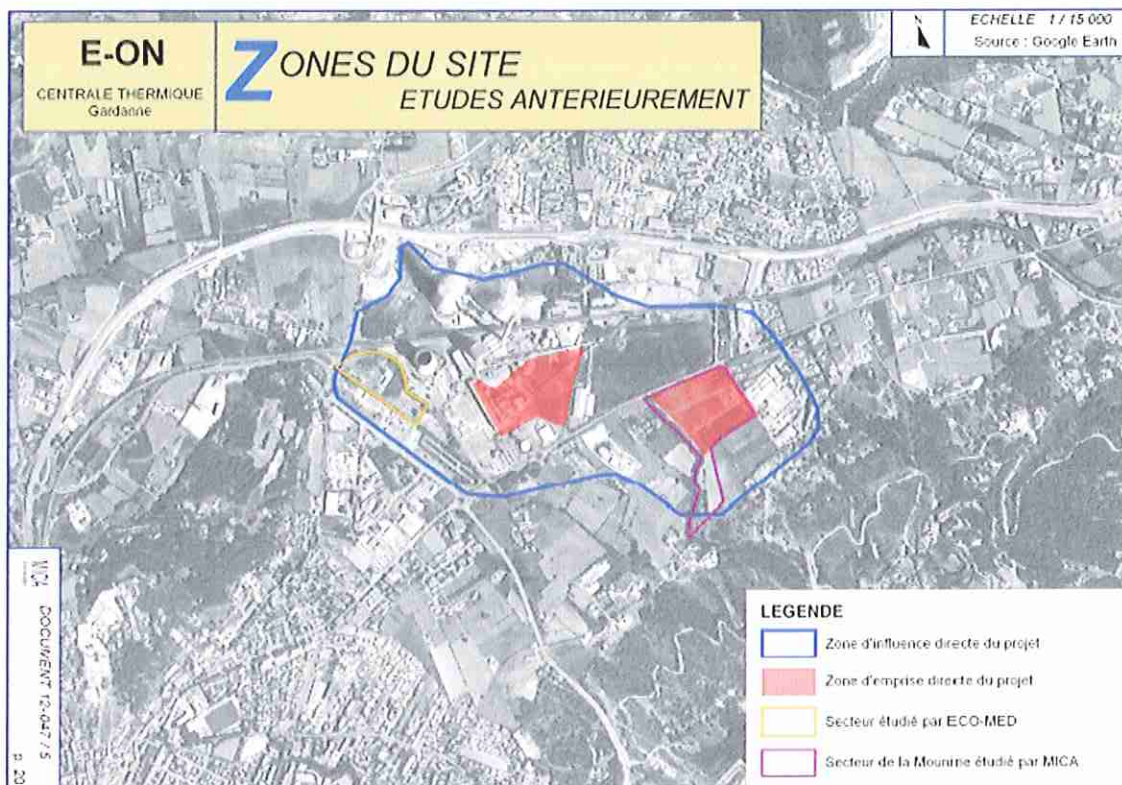 E-ON
CENTRALE THERMIQUE
Gardanne
ZONES DU SITE
ETUDES ANTERIEUREMENT
N
ECHELLE 1 / 15 000
Source : Google Earth
LEGENDE
Zone d'influence directe du projet
Zone d'emprise directe du projet
Secteur étudié par ECO-MED
Secteur de la Mounine étudié par MICA
MICA
DOCUMENT 12-047 / 5
p. 20